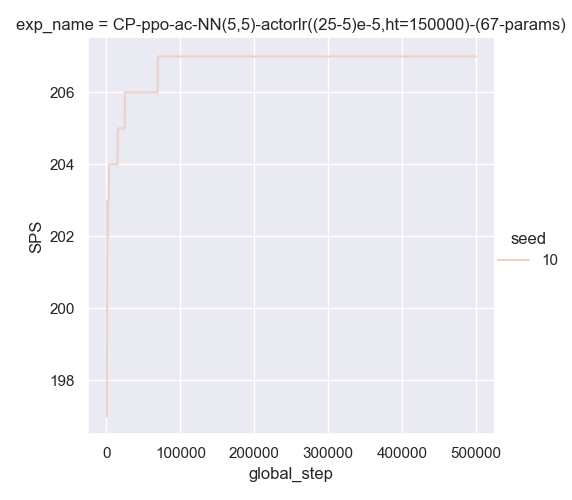 exp_name = CP-ppo-ac-NN(5,5)-actorlr((25-5)e-5,ht=150000)-(67-params)
206
204
202
200
198
SPS
seed
10
0 100000 200000 300000 400000 500000
global_step